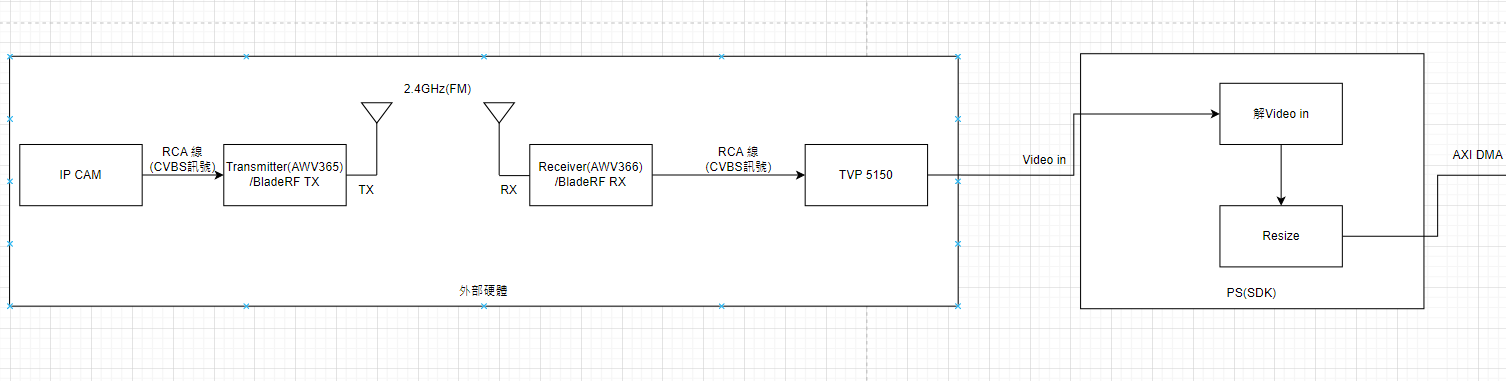 2.4GHz(FM)
IP CAM
RCA 線
(CVBS訊號)
Transmitter(AWV365)
/BladeRF TX
TX
RX
Receiver(AWV366)
/BladeRF RX
RCA 線
(CVBS訊號)
TVP 5150
外部硬體
Video in
解Video in
Resize
PS(SDK)
AXI DMA